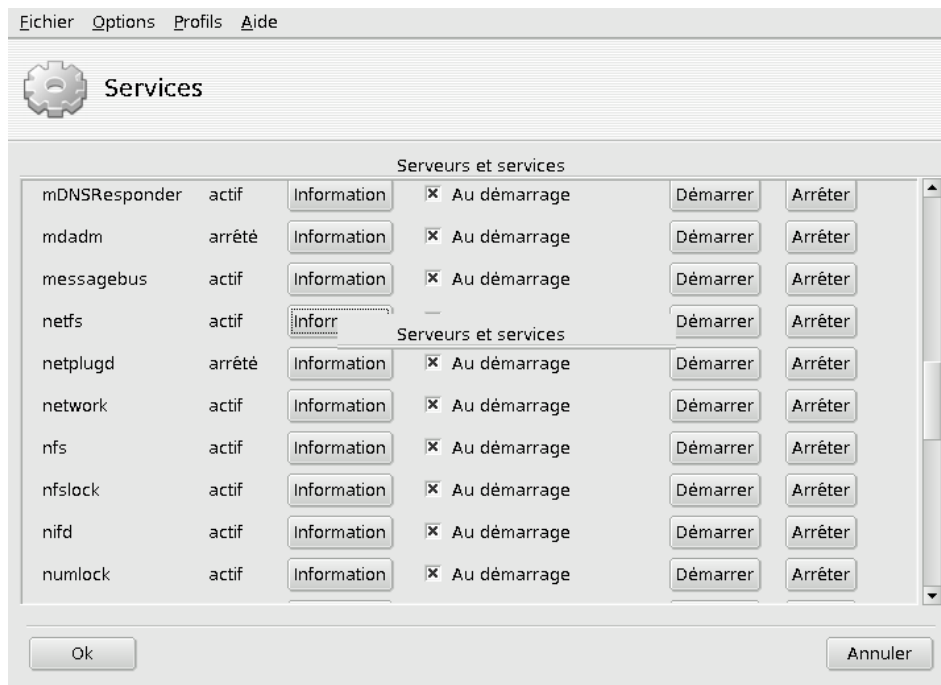 Fichier Options Profils Aide
Services
Serveurs et services
mDNSResponder actif Information Au démarrage Démarrer Arrêter
mdadm arrêté Information Au démarrage Démarrer Arrêter
messagebus actif Information Au démarrage Démarrer Arrêter
netfs actif Démarrer Arrêter
Serveurs et services
netplugd arrêté Information Au démarrage Démarrer Arrêter
network actif Information Au démarrage Démarrer Arrêter
nfs actif Information Au démarrage Démarrer Arrêter
nfslock actif Information Au démarrage Démarrer Arrêter
nifd actif Information Au démarrage Démarrer Arrêter
numlock actif Information Au démarrage Démarrer Arrêter
Ok Annuler